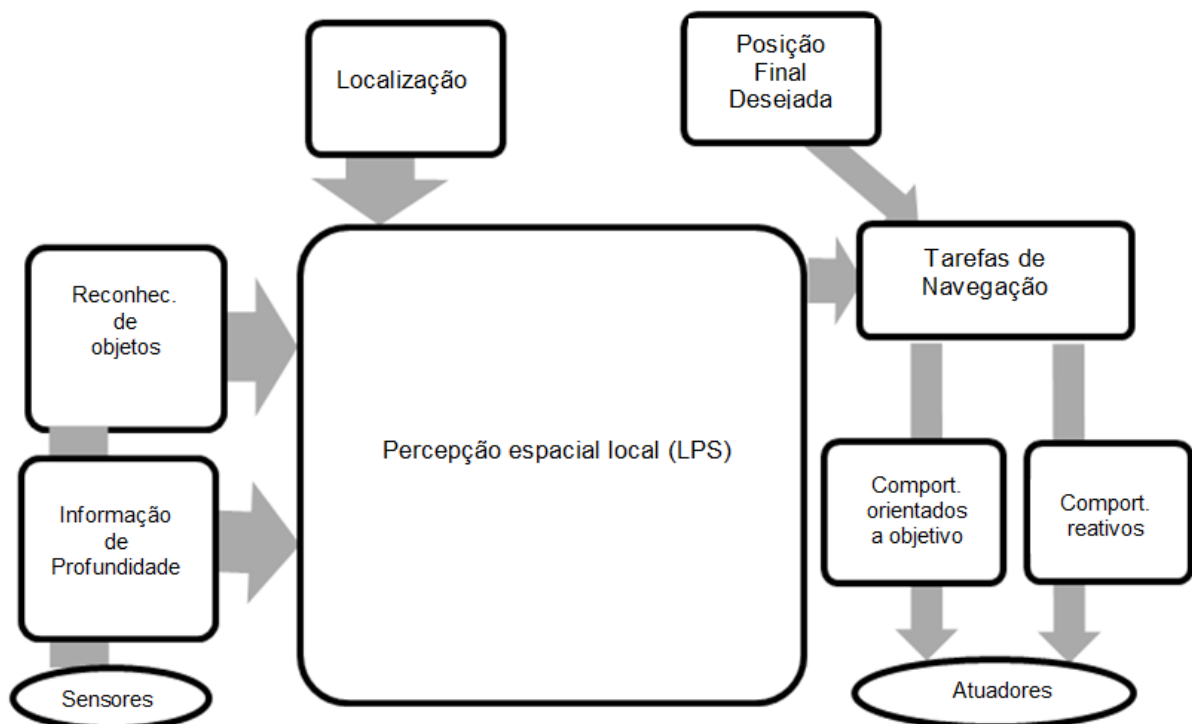 Localização
Posição
Final
Desejada
Tarefas de
Navegação
Reconhec.
de
objetos
Percepção espacial local (LPS)
Informação
de
Profundidade
Comport.
orientados
a objetivo
Comport.
reativos
Sensores
Atuadores